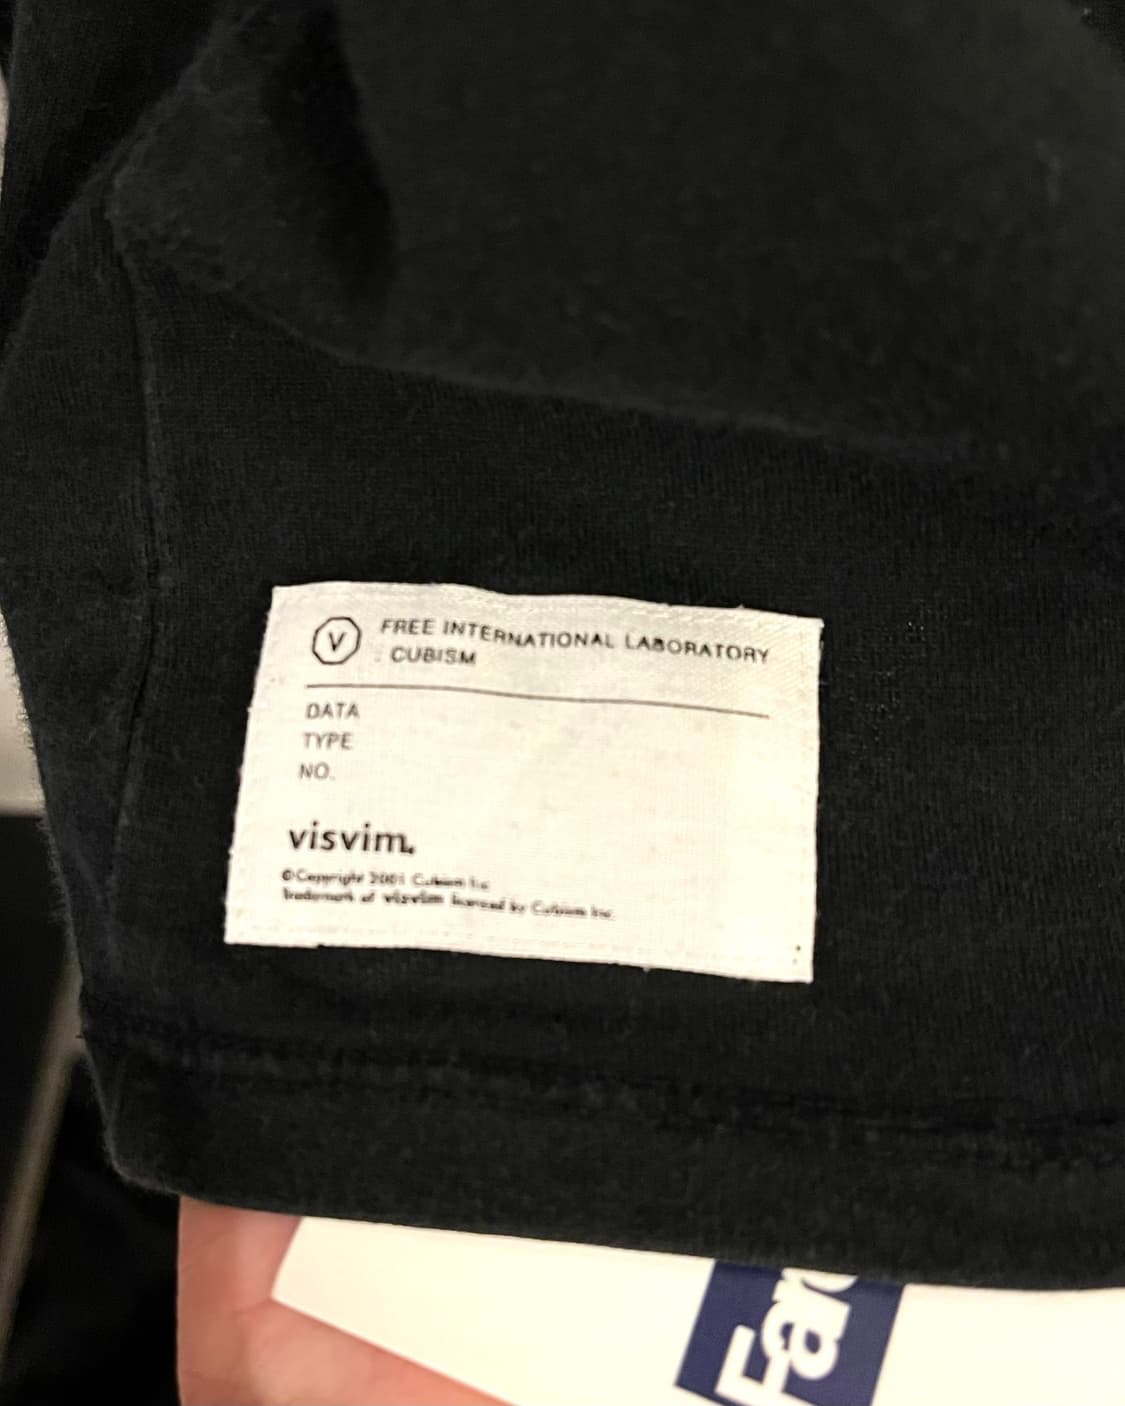 V
FREE INTERNATIONAL LABORATORY
: CUBISM
DATA
TYPE
NO.
visvim.
©Copyright 2001 Cubism Inc
Trademark of visvim licensed by Cubism Inc.
Far